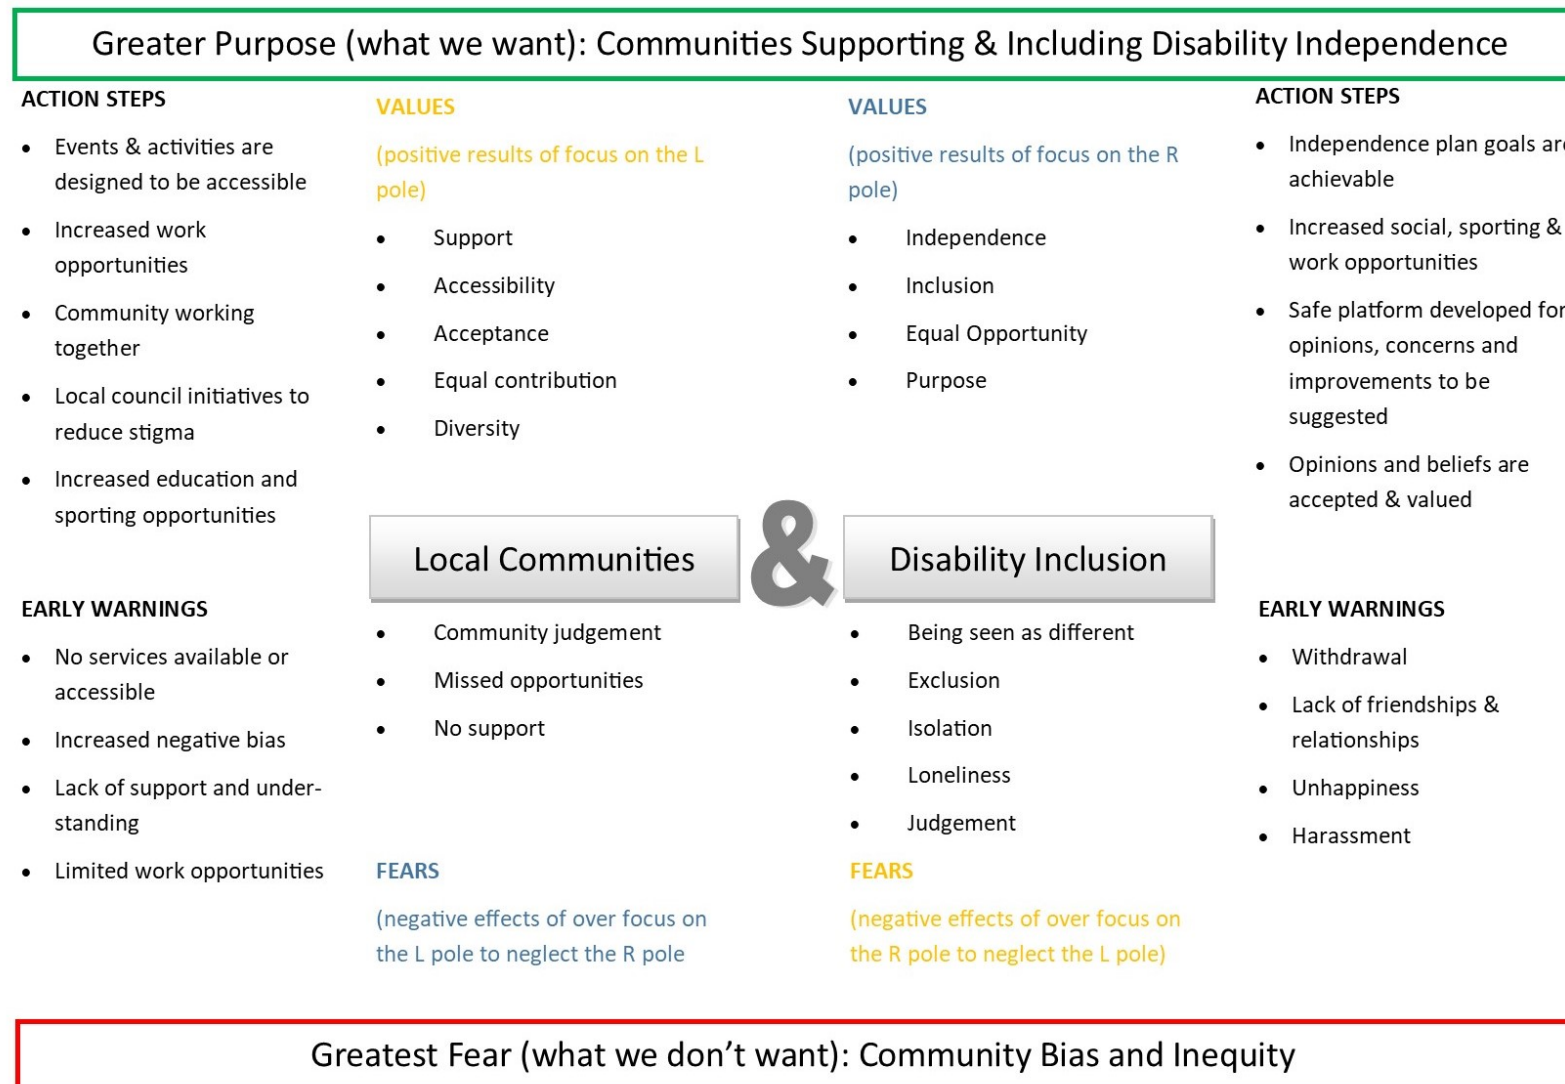 Greater Purpose (what we want): Communities Supporting & Including Disability Independence
ACTION STEPS
• Events & activities are
designed to be accessible
• Increased work
opportunities
• Community working
together
• Local council initiatives to
reduce stigma
• Increased education and
sporting opportunities
VALUES
(positive results of focus on the L
pole)
• Support
• Accessibility
• Acceptance
• Equal contribution
• Diversity
VALUES
(positive results of focus on the R
pole)
• Independence
• Inclusion
• Equal Opportunity
• Purpose
ACTION STEPS
• Independence plan goals are
achievable
• Increased social, sporting &
work opportunities
• Safe platform developed for
opinions, concerns and
improvements to be
suggested
• Opinions and beliefs are
accepted & valued
Local Communities
&
Disability Inclusion
EARLY WARNINGS
• No services available or
accessible
• Increased negative bias
• Lack of support and under-
standing
• Limited work opportunities
• Community judgement
• Missed opportunities
• No support
FEARS
(negative effects of over focus on
the L pole to neglect the R pole
• Being seen as different
• Exclusion
• Isolation
• Loneliness
• Judgement
FEARS
(negative effects of over focus on
the R pole to neglect the L pole)
EARLY WARNINGS
• Withdrawal
• Lack of friendships &
relationships
• Unhappiness
• Harassment
Greatest Fear (what we don't want): Community Bias and Inequity